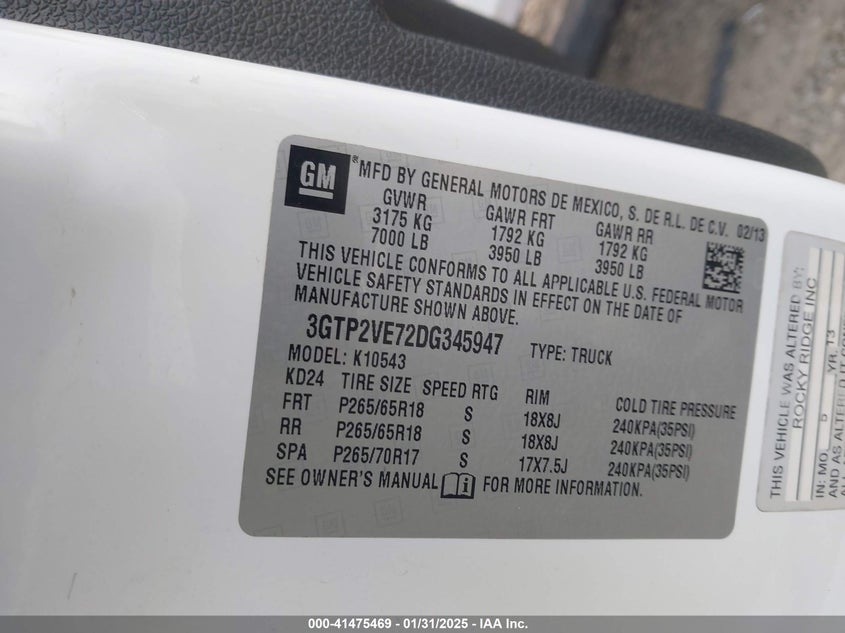 GM
® MFD BY GENERAL MOTORS DE MEXICO, S. DE R.L. DE C.V. 02/13
GVWR GAWR FRT GAWR RR
3175 KG 1792 KG 1792 KG
7000 LB 3950 LB 3950 LB
THIS VEHICLE CONFORMS TO ALL APPLICABLE U.S. FEDERAL MOTOR
VEHICLE SAFETY STANDARDS IN EFFECT ON THE DATE OF
MANUFACTURE SHOWN ABOVE.
3GTP2VE72DG345947 TYPE: TRUCK
MODEL: K10543
KD24 TIRE SIZE SPEED RTG RIM COLD TIRE PRESSURE
FRT P265/65R18 S 18X8J 240KPA(35PSI)
RR P265/65R18 S 18X8J 240KPA(35PSI)
SPA P265/70R17 S 17X7.5J 240KPA(35PSI)
SEE OWNER'S MANUAL FOR MORE INFORMATION.
THIS VEHICLE WAS ALTERED BY:
ROCKY RIDGE INC
IN: MO. 5 YR. 13
AND AS ALTERED IT
000-41475469 - 01/31/2025 - IAA Inc.